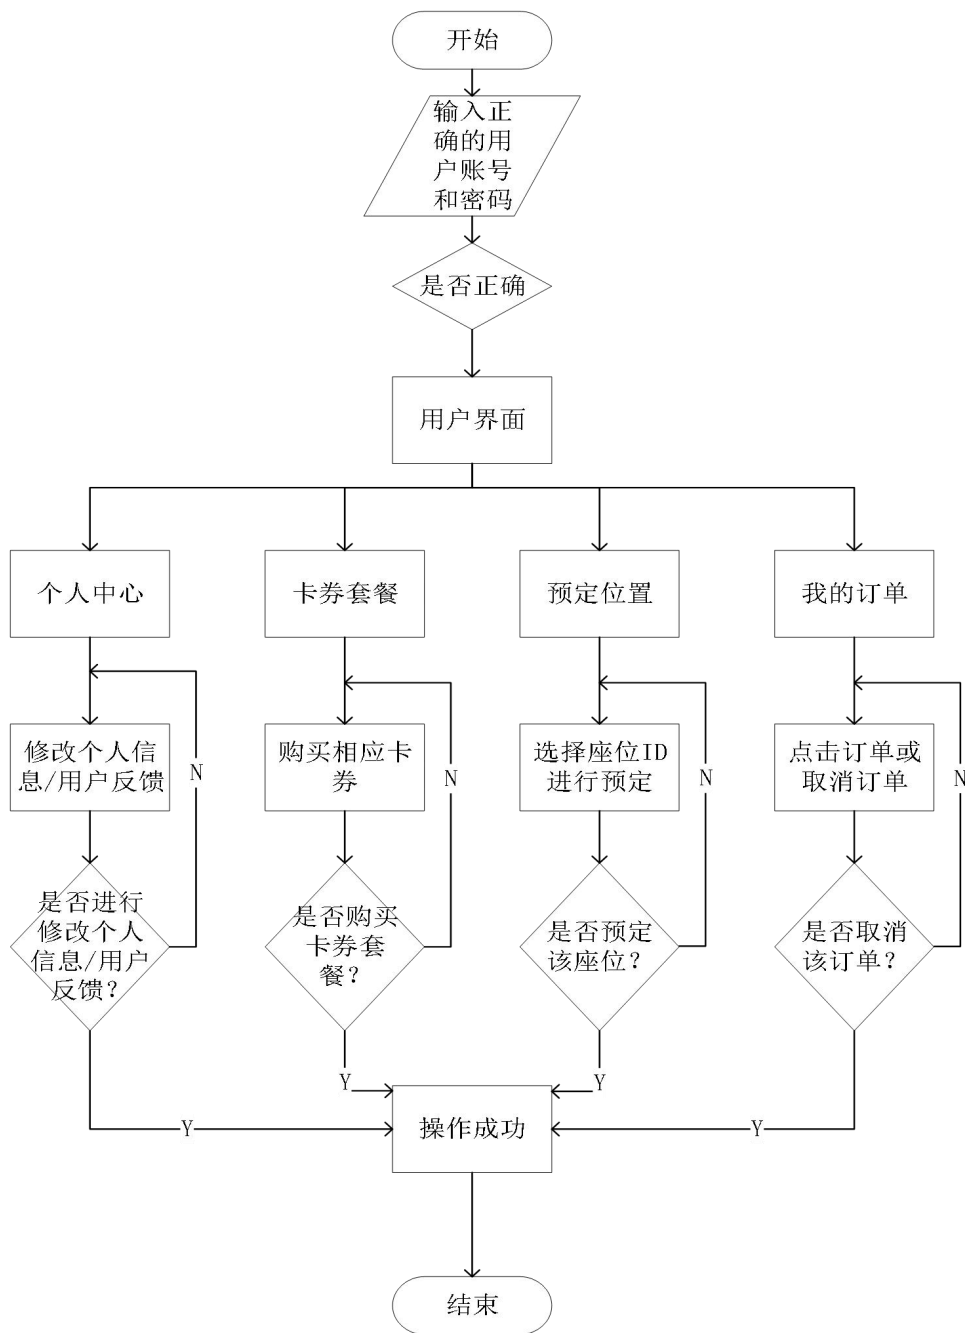 开始
输入正
确的用
户账号
和密码
是否正确
用户界面
个人中心
卡券套餐
预定位置
我的订单
修改个人信
息/用户反馈
N
购买相应卡
券
N
选择座位ID
进行预定
N
点击订单或
取消订单
N
是否进行
修改个人
信息/用户
反馈？
是否购买
卡券套
餐？
是否预定
该座位？
是否取消
该订单？
Y
Y
Y
操作成功
Y
结束